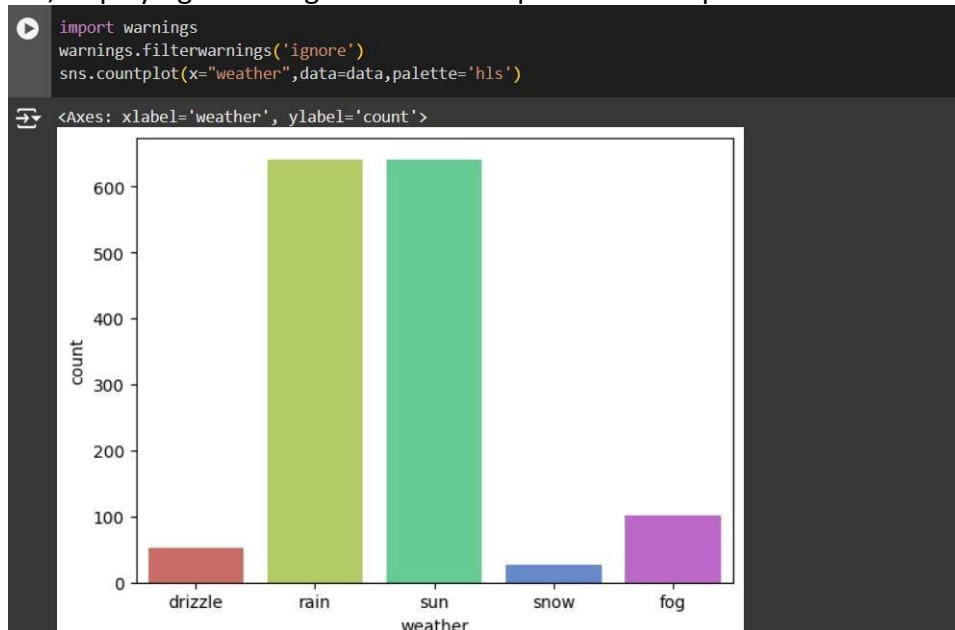 import warnings
warnings.filterwarnings('ignore')
sns.countplot(x="weather",data=data,palette='hls')
<Axes: xlabel='weather', ylabel='count'>
600
500
400
300
200
100
0
count
drizzle rain sun snow fog
weather